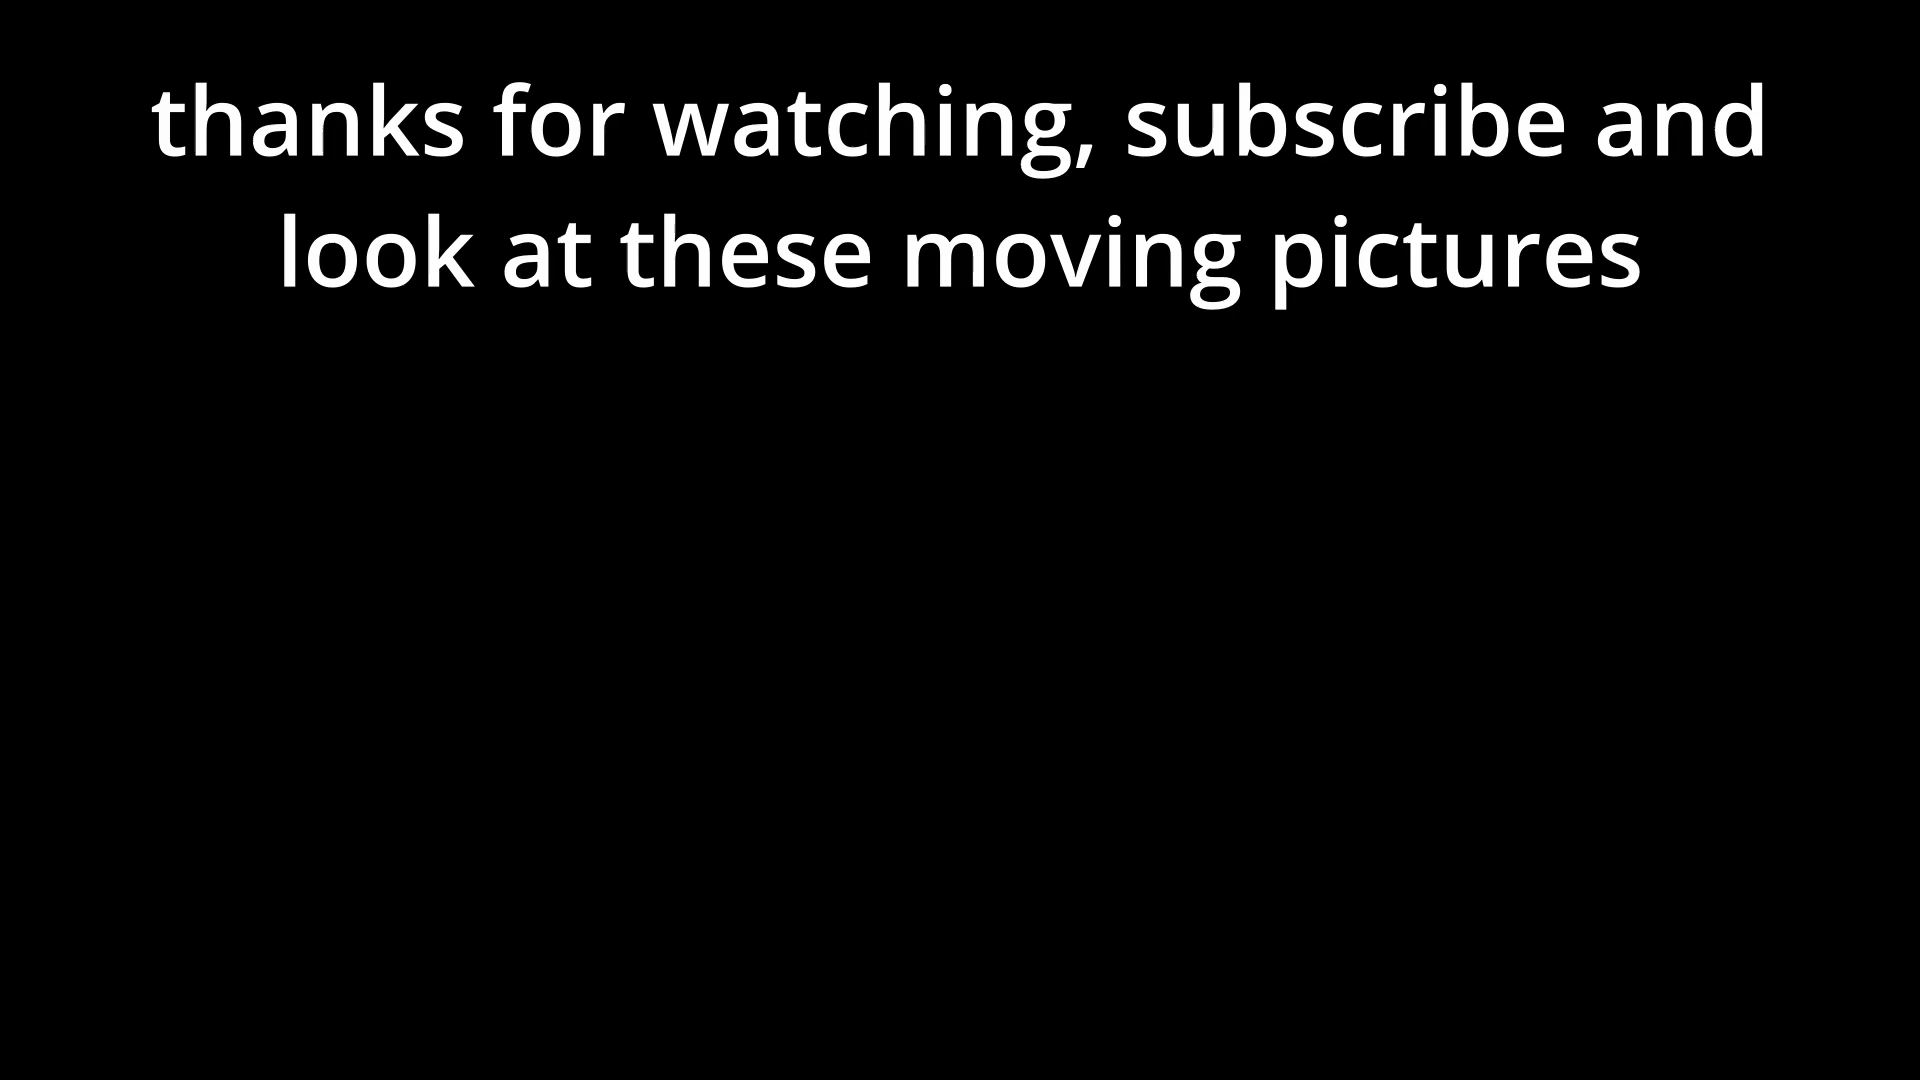 thanks for watching, subscribe and
look at these moving pictures